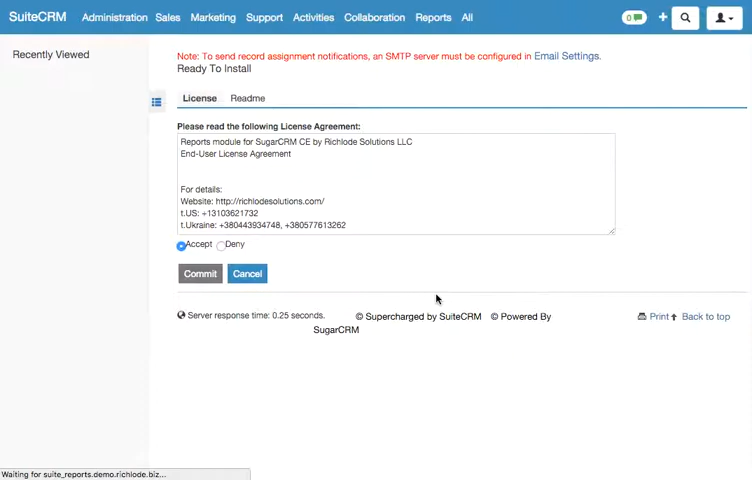 SuiteCRM Administration Sales Marketing Support Activities Collaboration Reports All 0
Recently Viewed
Note: To send record assignment notifications, an SMTP server must be configured in Email Settings.
Ready To Install
License Readme
Please read the following License Agreement:
Reports module for SugarCRM CE by Richlode Solutions LLC
End-User License Agreement
For details:
Website: http://richlodesolutions.com/
t.US: +13103621732
t.Ukraine: +380443934748, +380577613262
Accept Deny
Commit Cancel
Server response time: 0.25 seconds. © Supercharged by SuiteCRM © Powered By Print Back to top
SugarCRM
Waiting for suite_reports.demo.richlode.biz...